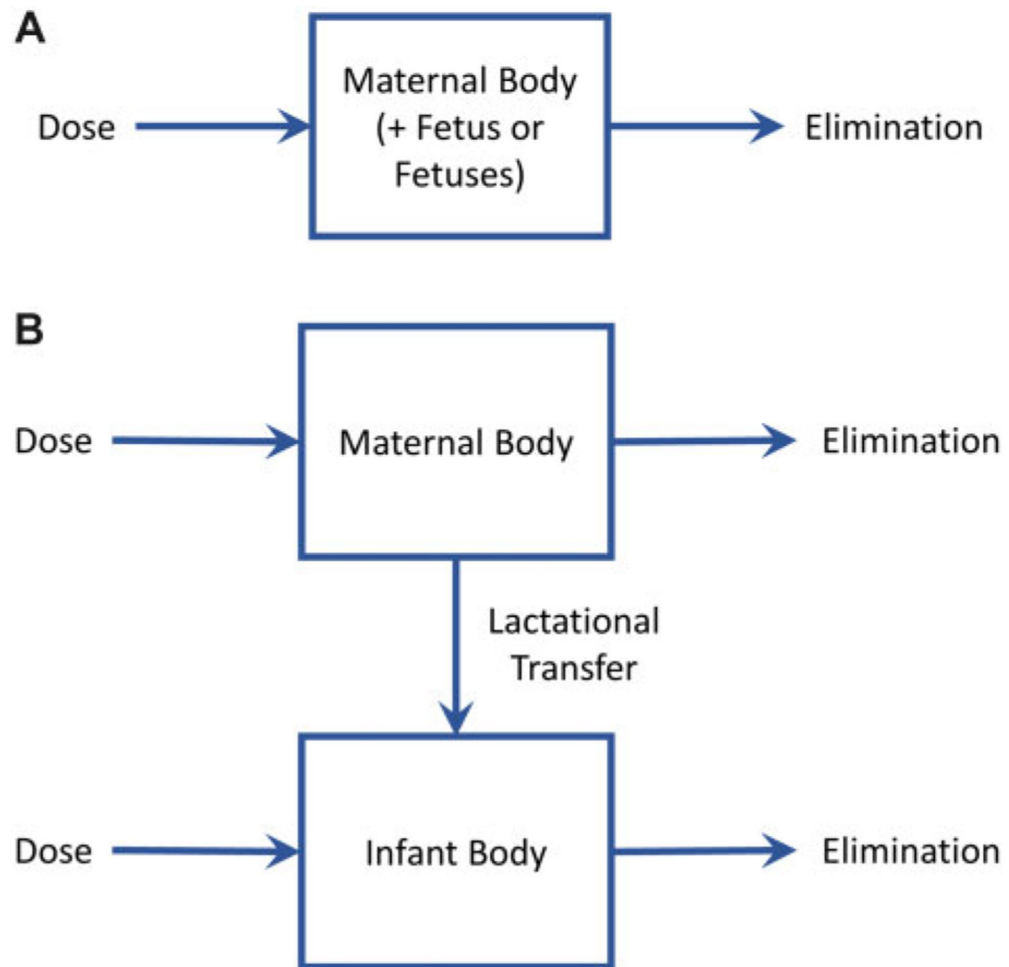 A
Dose
Maternal Body
(+ Fetus or
Fetuses)
Elimination
B
Dose
Maternal Body
Elimination
Lactational
Transfer
Dose
Infant Body
Elimination